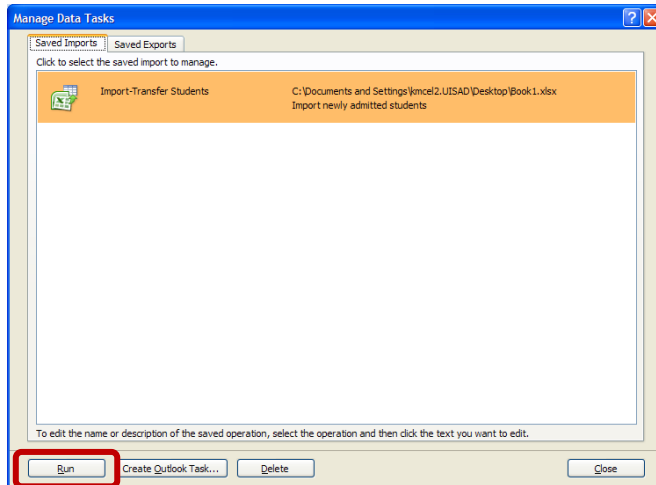 Manage Data Tasks
Saved Imports Saved Exports
Click to select the saved import to manage.
Import-Transfer Students C:\Documents and Settings\kmcel2.UISAD\Desktop\Book1.xlsx
Import newly admitted students
To edit the name or description of the saved operation, select the operation and then click the text you want to edit.
Run Create Outlook Task... Delete Close